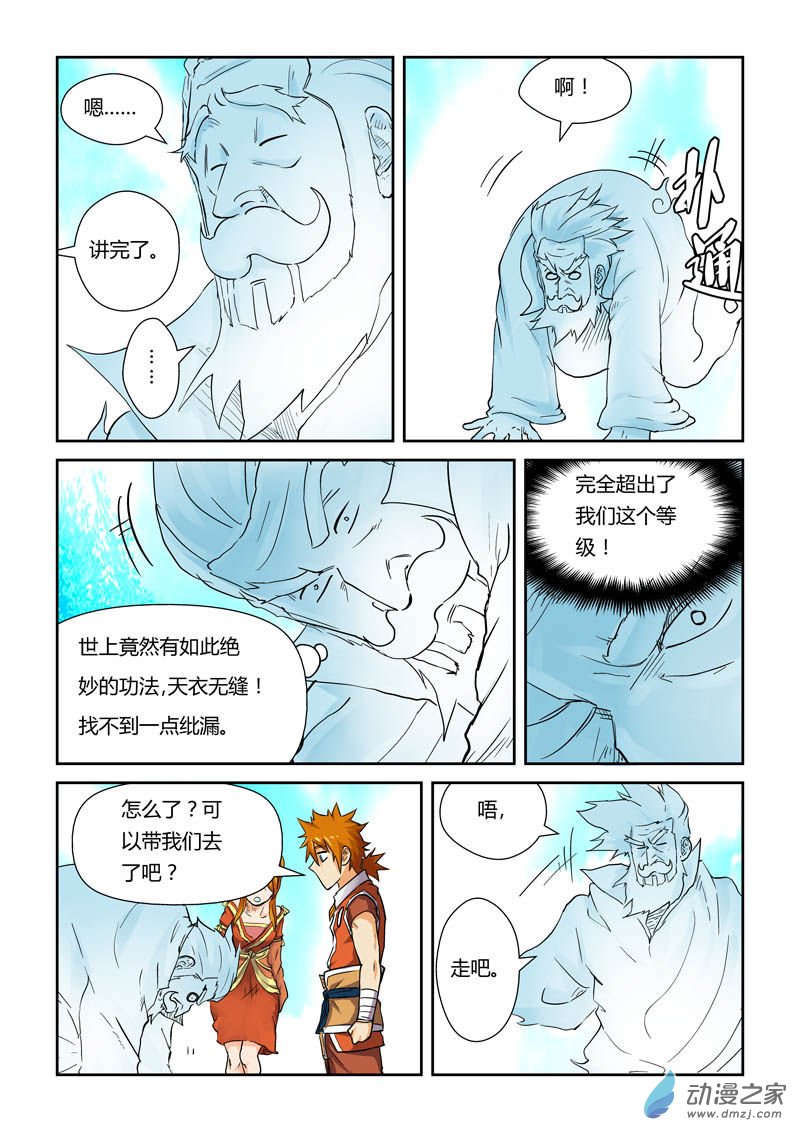 嗯……
讲完了。
……
啊！
扑通
世上竟然有如此绝
妙的功法，天衣无缝！
找不到一点纰漏。
完全超出了
我们这个等
级！
怎么了？可
以带我们去
了吧？
唔，
走吧。
动漫之家
www.dmzj.com